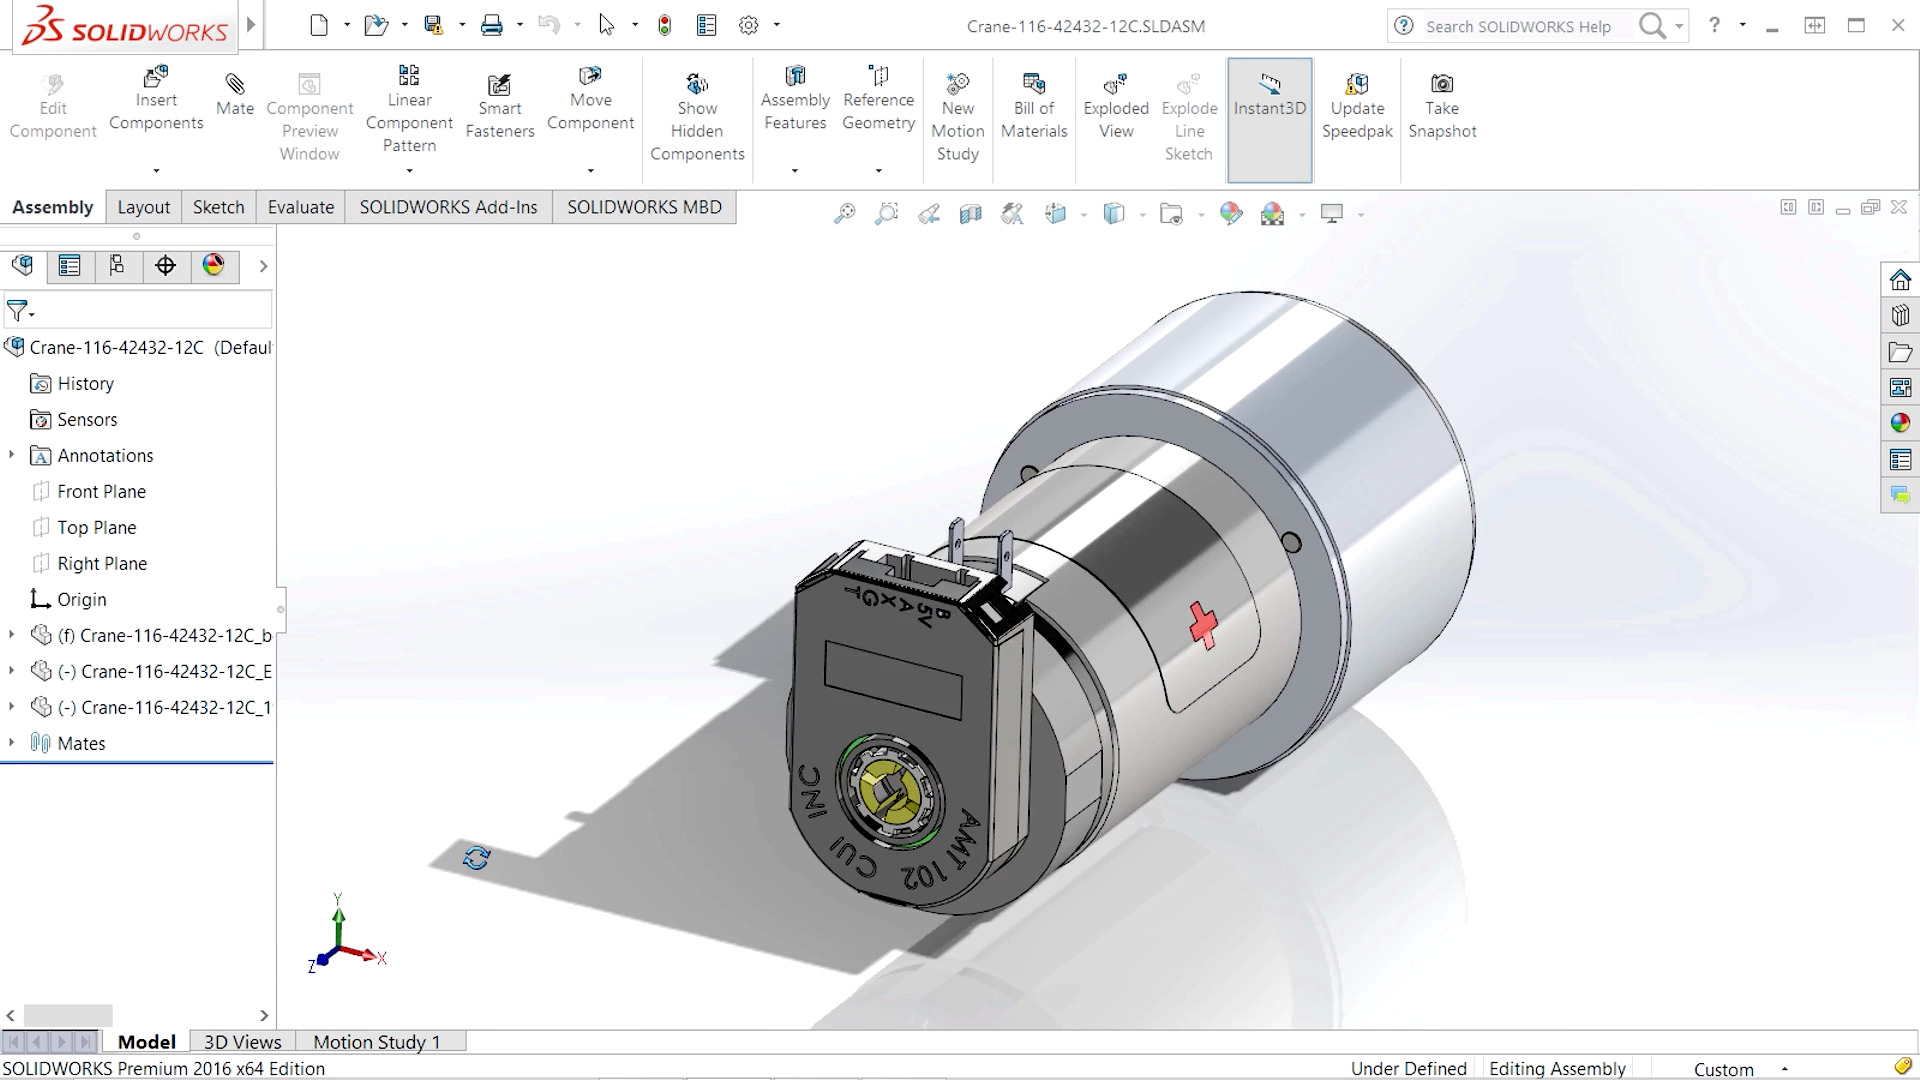 SOLIDWORKS
Crane-116-42432-12C.SLDASM
Search SOLIDWORKS Help
?
Edit
Component
Insert
Components
Mate
Component
Preview
Window
Linear
Component
Pattern
Smart
Fasteners
Move
Component
Show
Hidden
Components
Assembly
Features
Reference
Geometry
New
Motion
Study
Bill of
Materials
Exploded
View
Explode
Line
Sketch
Instant3D
Update
Speedpak
Take
Snapshot
Assembly
Layout
Sketch
Evaluate
SOLIDWORKS Add-Ins
SOLIDWORKS MBD
Crane-116-42432-12C (Defaul
History
Sensors
Annotations
Front Plane
Top Plane
Right Plane
Origin
(f) Crane-116-42432-12C_b
(-) Crane-116-42432-12C_E
(-) Crane-116-42432-12C_1
Mates
B
5V
A
X
G
T
CUI INC
AMT 102
Y
X
Z
Model
3D Views
Motion Study 1
SOLIDWORKS Premium 2016 x64 Edition
Under Defined
Editing Assembly
Custom